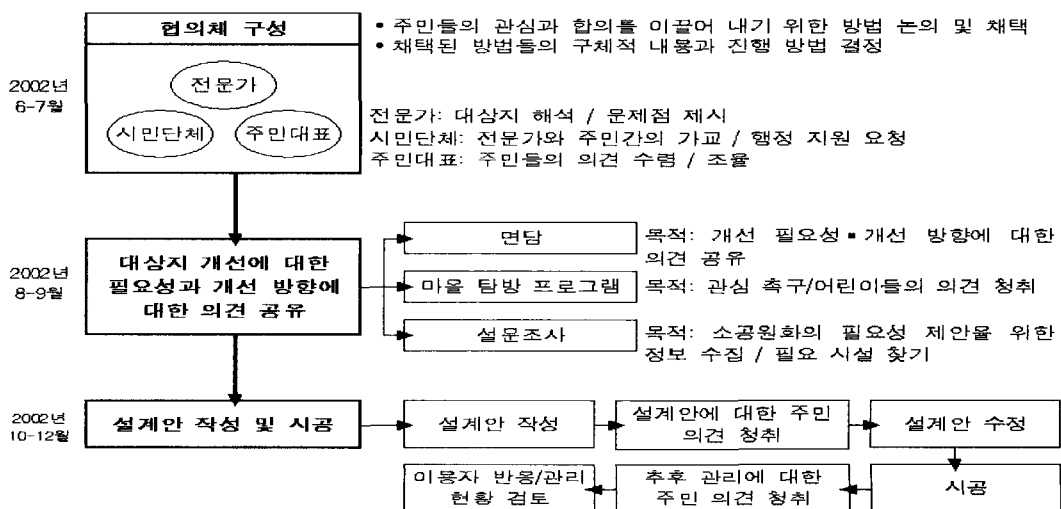 협의체 구성
• 주민들의 관심과 합의를 이끌어 내기 위한 방법 논의 및 채택
• 채택된 방법들의 구체적 내용과 진행 방법 결정
2002년
6-7월
전문가
시민단체
주민대표
전문가: 대상지 해석 / 문제점 제시
시민단체: 전문가와 주민간의 가교 / 행정 지원 요청
주민대표: 주민들의 의견 수렴 / 조율
2002년
8-9월
대상지 개선에 대한
필요성과 개선 방향에
대한 의견 공유
면담
목적: 개선 필요성▪개선 방향에 대한
의견 공유
마을 탐방 프로그램
목적: 관심 촉구/어린이들의 의견 청취
설문조사
목적: 소공원화의 필요성 제안을 위한
정보 수집 / 필요 시설 찾기
2002년
10-12월
설계안 작성 및 시공
설계안 작성
설계안에 대한 주민
의견 청취
설계안 수정
시공
추후 관리에 대한
주민 의견 청취
이용자 반응/관리
현황 검토